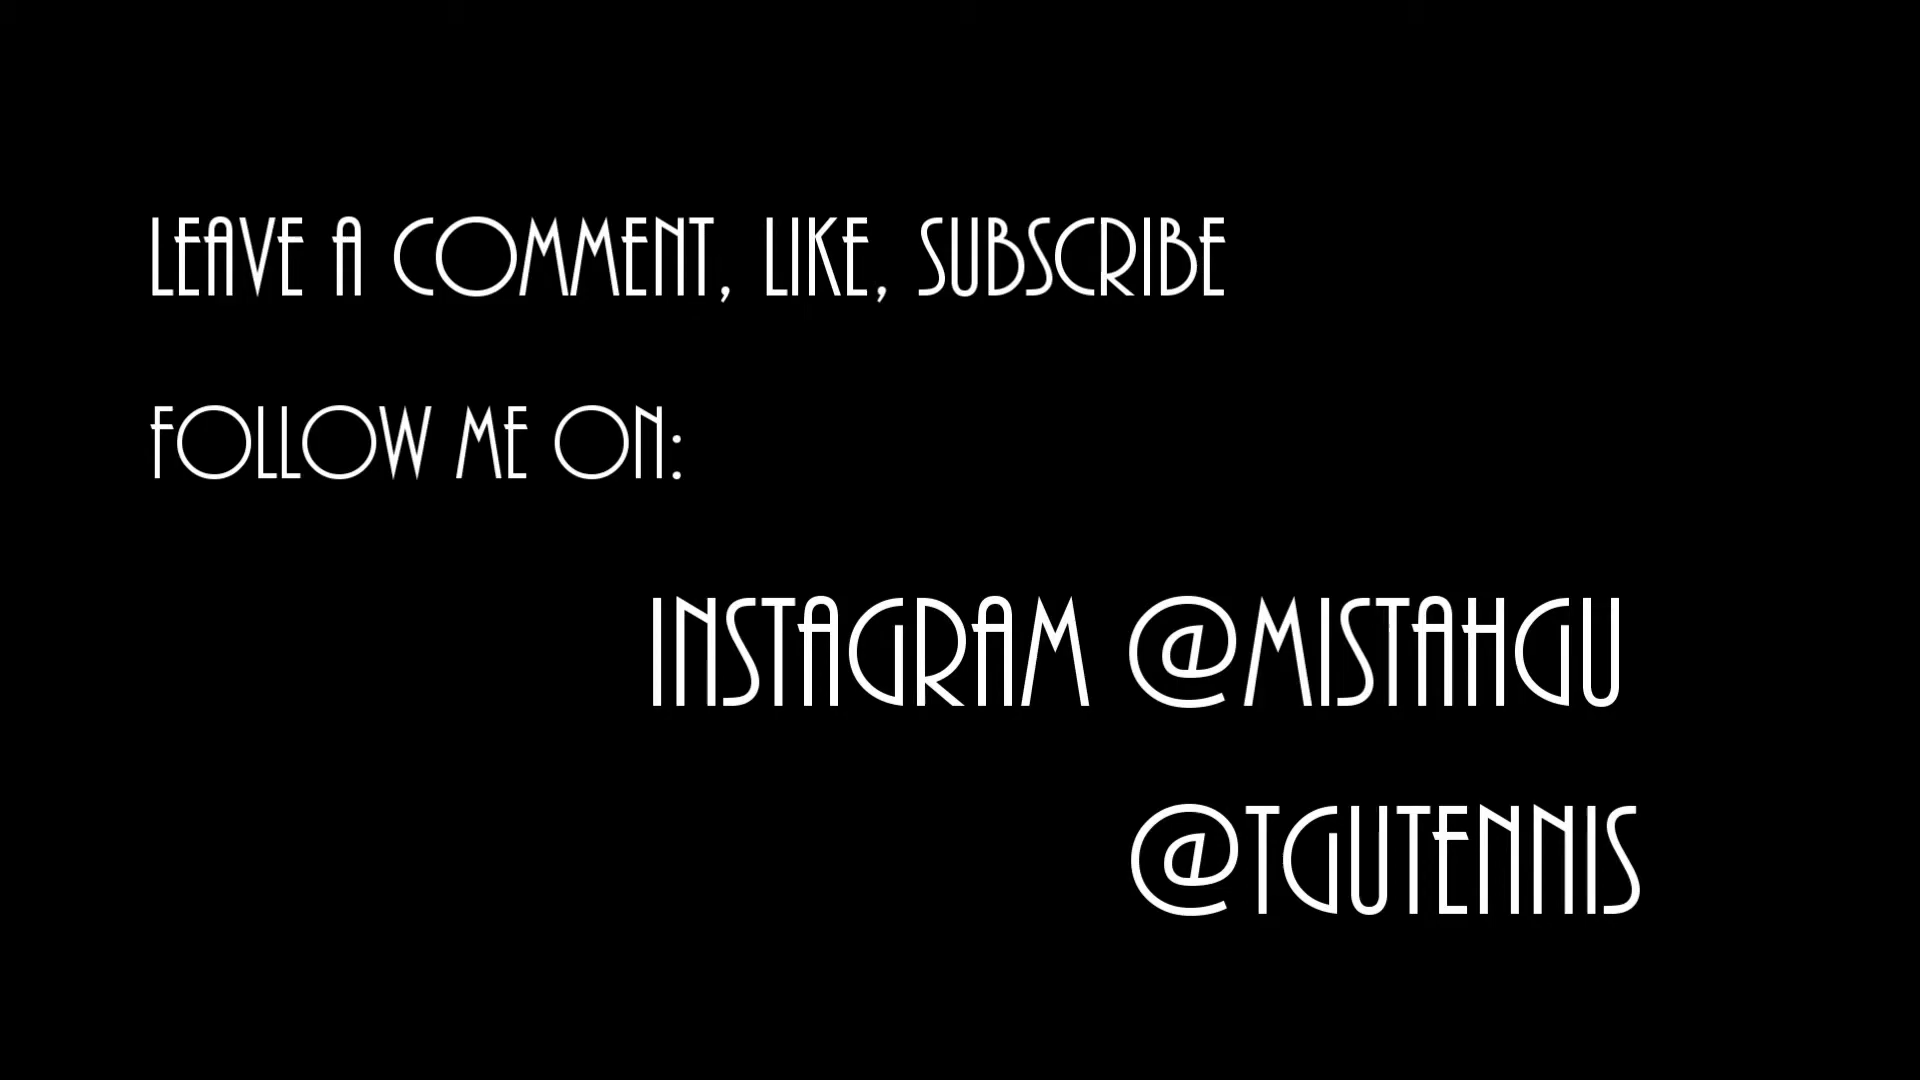 LEAVE A COMMENT, LIKE, SUBSCRIBE
FOLLOW ME ON:
INSTAGRAM @MISTAHGU
@TGUTENNIS